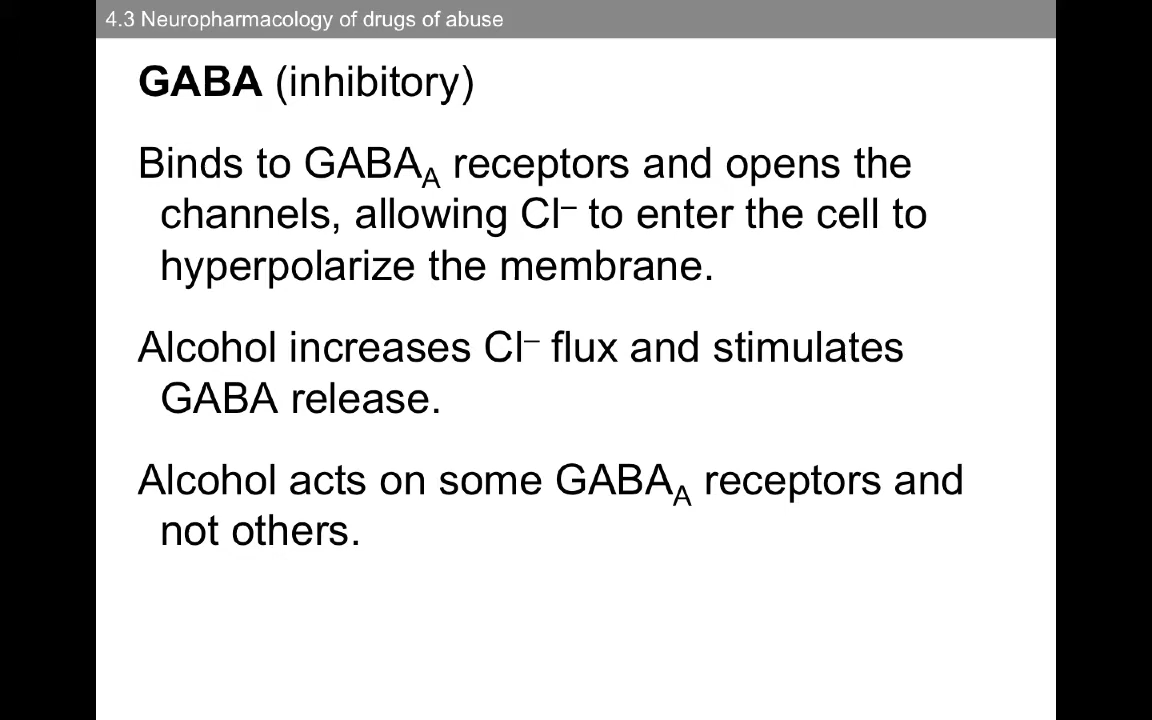 4.3 Neuropharmacology of drugs of abuse
GABA (inhibitory)
Binds to GABAA receptors and opens the
channels, allowing Cl– to enter the cell to
hyperpolarize the membrane.
Alcohol increases Cl– flux and stimulates
GABA release.
Alcohol acts on some GABAA receptors and
not others.